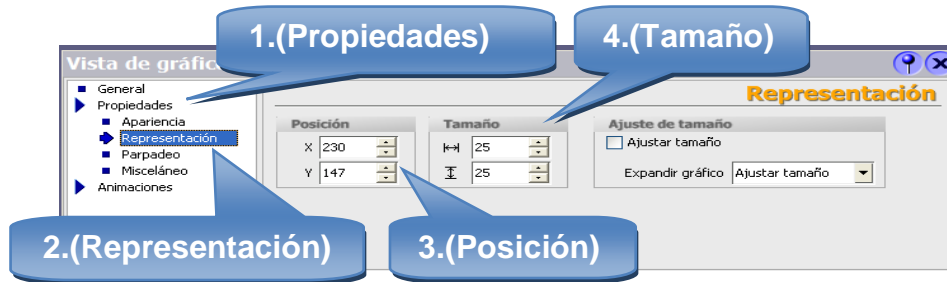 1.(Propiedades)
4.(Tamaño)
Vista de gráfic
General
Propiedades
Apariencia
Representación
Parpadeo
Misceláneo
Animaciones
Representación
Posición
X 230
Y 147
Tamaño
25
25
Ajuste de tamaño
Ajustar tamaño
Expandir gráfico Ajustar tamaño
2.(Representación)
3.(Posición)